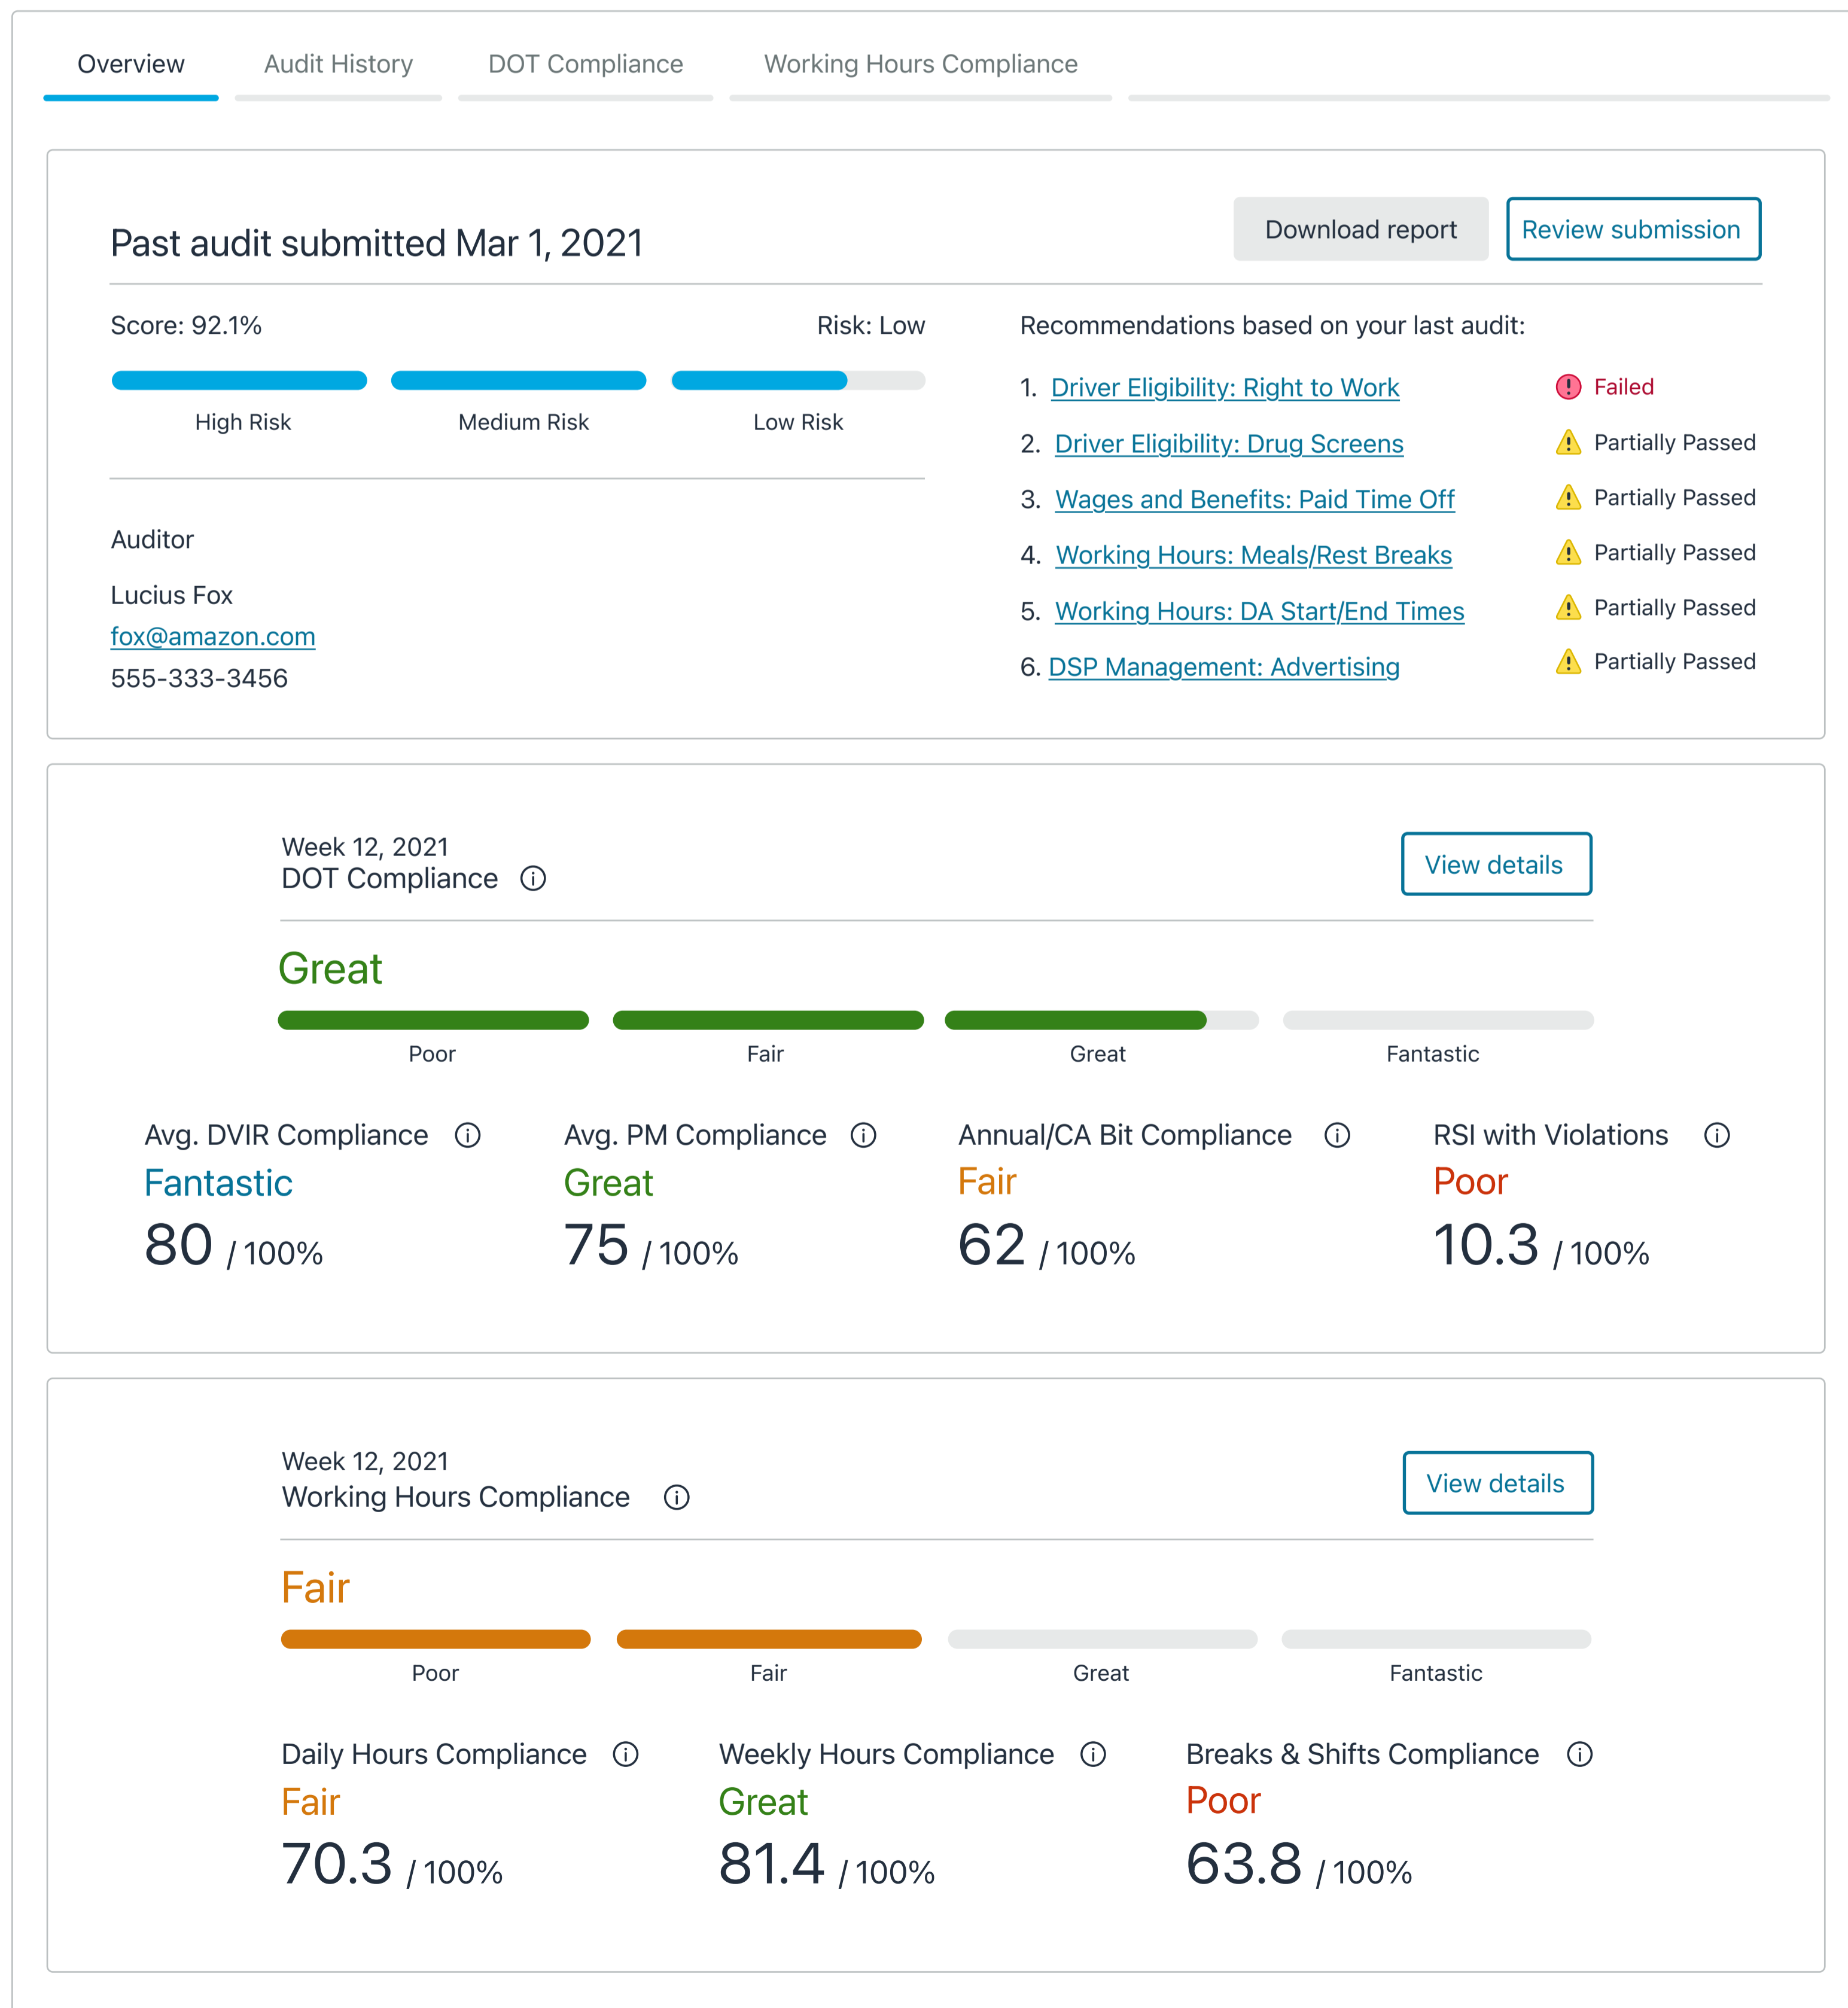 Overview
Audit History
DOT Compliance
Working Hours Compliance
Past audit submitted Mar 1, 2021
Download report
Review submission
Score: 92.1%
Risk: Low
High Risk
Medium Risk
Low Risk
Auditor
Lucius Fox
fox@amazon.com
555-333-3456
Recommendations based on your last audit:
1. Driver Eligibility: Right to Work
Failed
2. Driver Eligibility: Drug Screens
Partially Passed
3. Wages and Benefits: Paid Time Off
Partially Passed
4. Working Hours: Meals/Rest Breaks
Partially Passed
5. Working Hours: DA Start/End Times
Partially Passed
6. DSP Management: Advertising
Partially Passed
Week 12, 2021
DOT Compliance
View details
Great
Poor
Fair
Great
Fantastic
Avg. DVIR Compliance
Fantastic
80 / 100%
Avg. PM Compliance
Great
75 / 100%
Annual/CA Bit Compliance
Fair
62 / 100%
RSI with Violations
Poor
10.3 / 100%
Week 12, 2021
Working Hours Compliance
View details
Fair
Poor
Fair
Great
Fantastic
Daily Hours Compliance
Fair
70.3 / 100%
Weekly Hours Compliance
Great
81.4 / 100%
Breaks & Shifts Compliance
Poor
63.8 / 100%